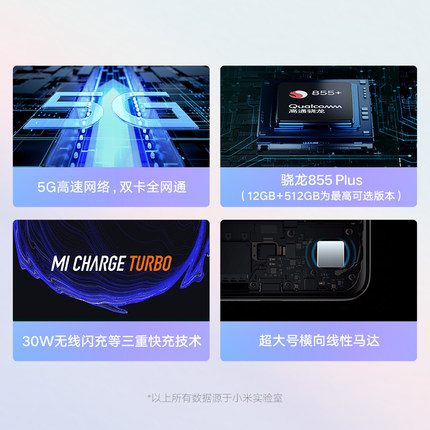 5G
5G高速网络，双卡全网通
855+
Qualcomm
高通骁龙
骁龙855 Plus
（12GB+512GB为最高可选版本）
MI CHARGE TURBO
30W无线闪充等三重快充技术
超大号横向线性马达
*以上所有数据源于小米实验室